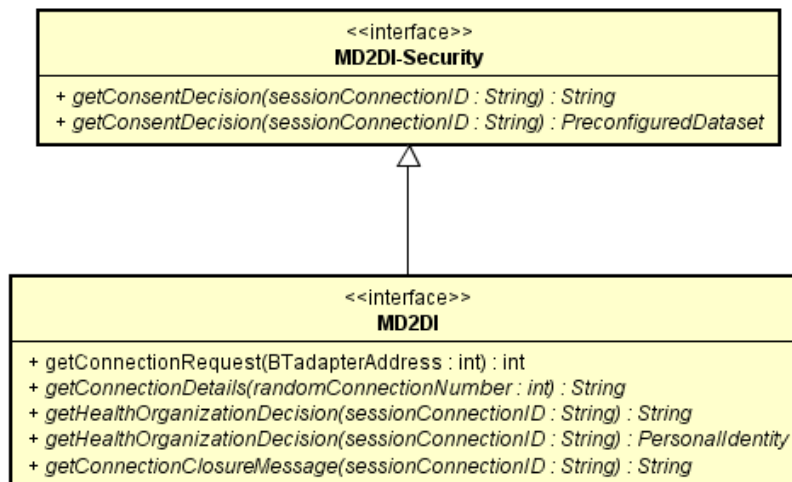 <<interface>>
MD2DI-Security
+ getConsentDecision(sessionConnectionID : String) : String
+ getConsentDecision(sessionConnectionID : String) : PreconfiguredDataset
<<interface>>
MD2DI
+ getConnectionRequest(BTadapterAddress : int) : int
+ getConnectionDetails(randomConnectionNumber : int) : String
+ getHealthOrganizationDecision(sessionConnectionID : String) : String
+ getHealthOrganizationDecision(sessionConnectionID : String) : PersonalIdentity
+ getConnectionClosureMessage(sessionConnectionID : String) : String